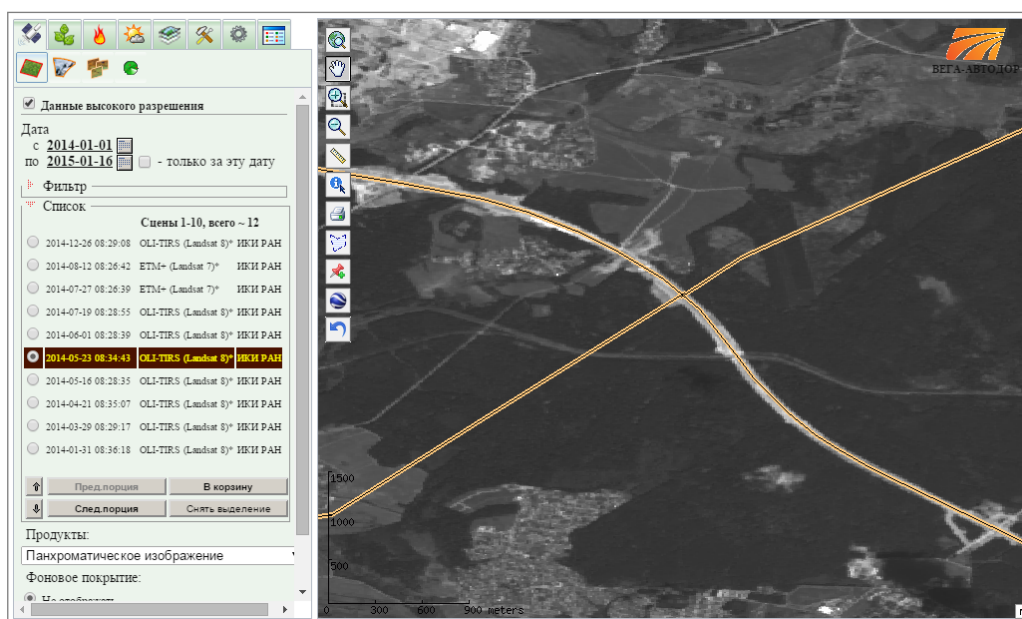 Данные высокого разрешения
Дата
с 2014-01-01
по 2015-01-16 - только за эту дату
Фильтр
Список
Сцены 1-10, всего ~ 12
2014-12-26 08:29:08 OLI-TIRS (Landsat 8)* ИКИ РАН
2014-08-12 08:26:42 ETM+ (Landsat 7)* ИКИ РАН
2014-07-27 08:26:39 ETM+ (Landsat 7)* ИКИ РАН
2014-07-19 08:28:55 OLI-TIRS (Landsat 8)* ИКИ РАН
2014-06-01 08:28:39 OLI-TIRS (Landsat 8)* ИКИ РАН
2014-05-23 08:34:43 OLI-TIRS (Landsat 8)* ИКИ РАН
2014-05-16 08:28:35 OLI-TIRS (Landsat 8)* ИКИ РАН
2014-04-21 08:35:07 OLI-TIRS (Landsat 8)* ИКИ РАН
2014-03-29 08:29:17 OLI-TIRS (Landsat 8)* ИКИ РАН
2014-01-31 08:36:18 OLI-TIRS (Landsat 8)* ИКИ РАН
Пред.порция В корзину
След.порция Снять выделение
Продукты:
Панхроматическое изображение
Фоновое покрытие:
Не отображать
ВЕГА-АВТОДОР
1500
1000
500
0 300 600 900 meters